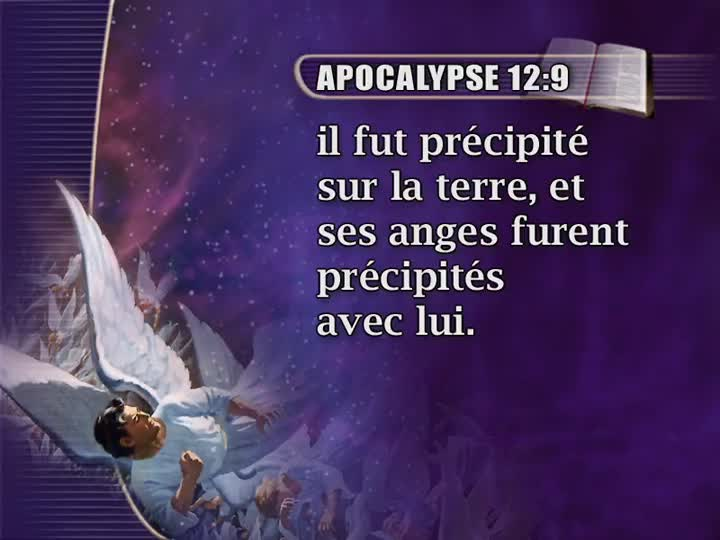 APOCALYPSE 12:9
il fut précipité
sur la terre, et
ses anges furent
précipités
avec lui.